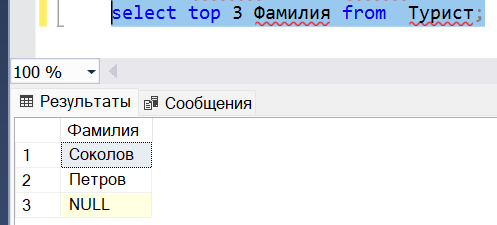 select top 3 Фамилия from Турист;
100 %
Результаты Сообщения
Фамилия
1 Соколов
2 Петров
3 NULL